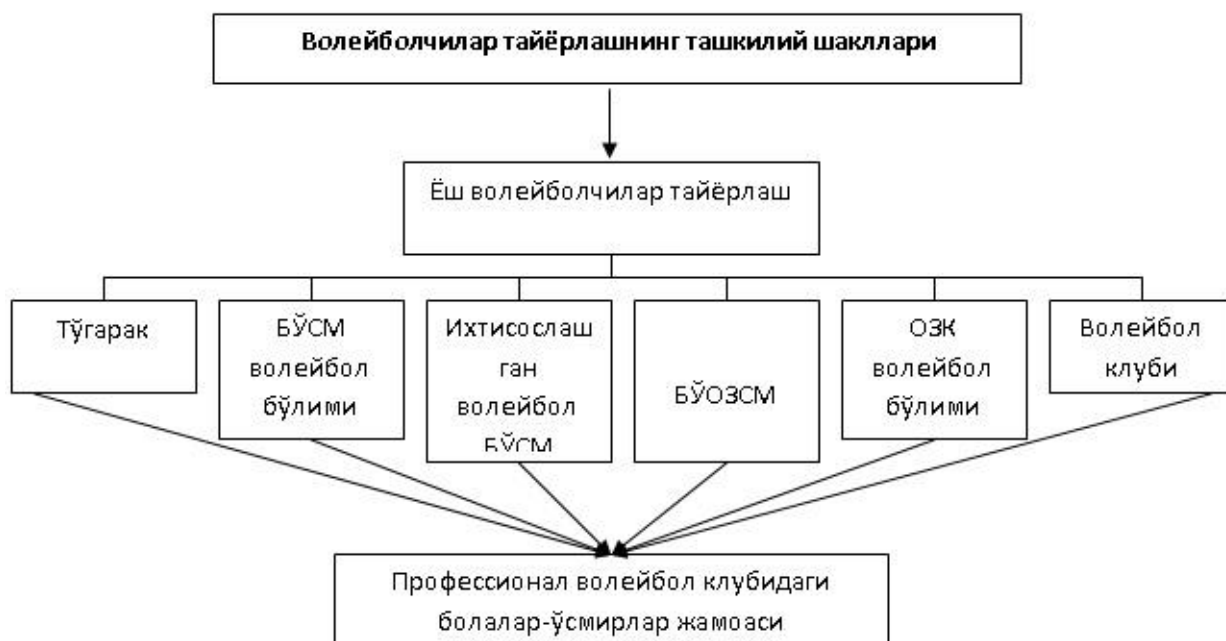 Волейболчилар тайёрлашнинг ташкилий шакллари
Ёш волейболчилар тайёрлаш
Тўгарак
БЎСМ
волейбол
бўлими
Ихтисослаш
ган
волейбол
БЎСМ
БЎОЗСМ
ОЗК
волейбол
бўлими
Волейбол
клуби
Профессионал волейбол клубидаги
болалар-ўсмирлар жамоаси